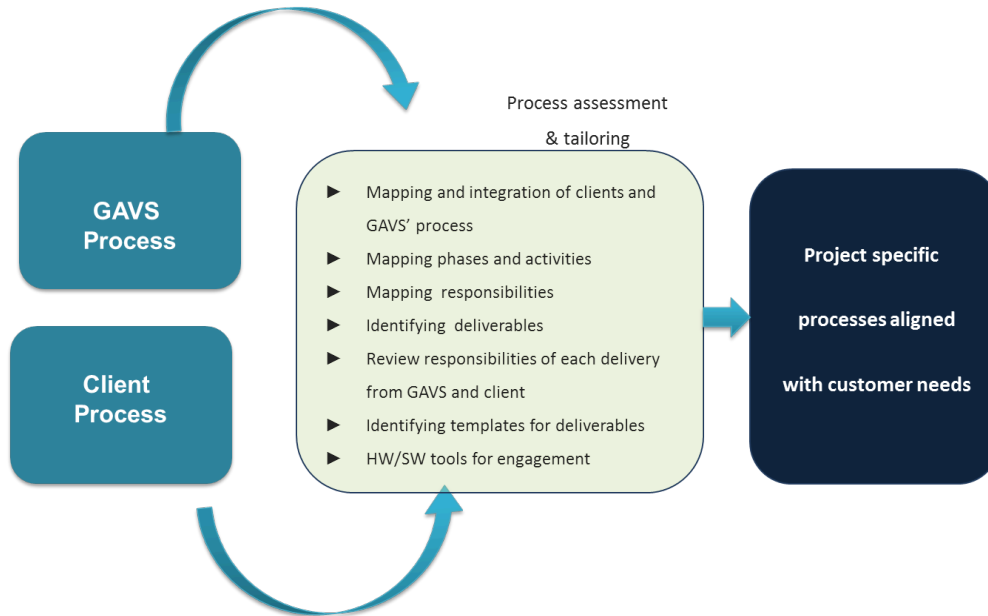 GAVS
Process
Client
Process
Process assessment
& tailoring
► Mapping and integration of clients and
GAVS’ process
► Mapping phases and activities
► Mapping  responsibilities
► Identifying  deliverables
► Review responsibilities of each delivery
from GAVS and client
► Identifying templates for deliverables
► HW/SW tools for engagement
Project specific
processes aligned
with customer needs